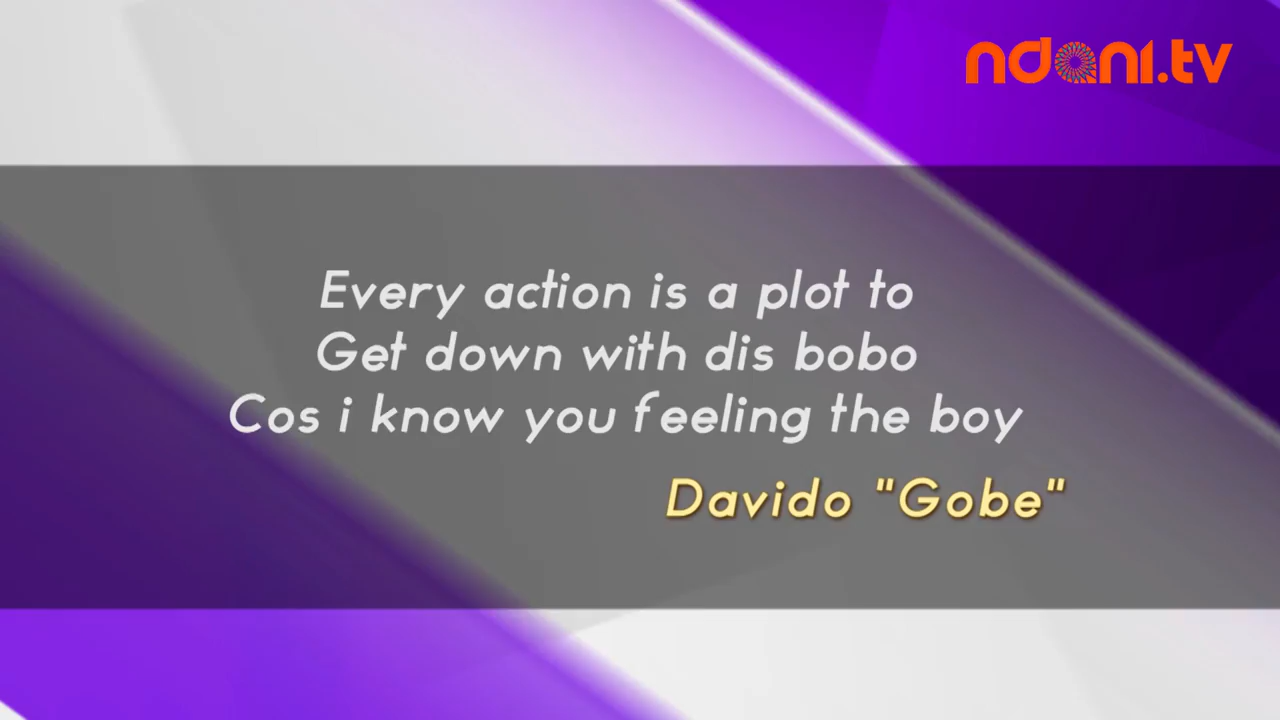 ndani.tv
Every action is a plot to
Get down with dis bobo
Cos i know you feeling the boy
Davido "Gobe"